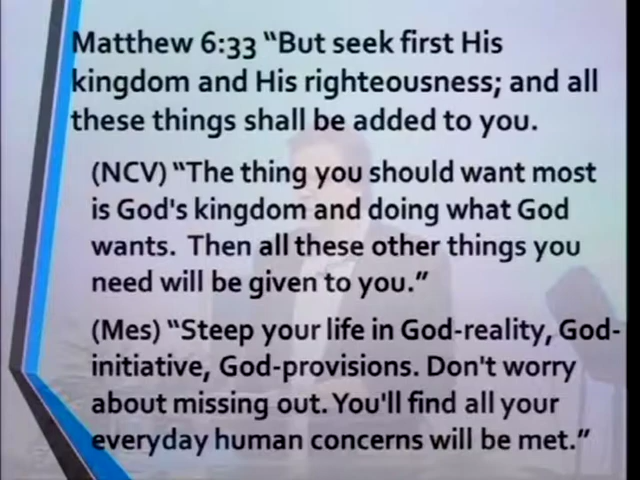 Matthew 6:33 “But seek first His
kingdom and His righteousness; and all
these things shall be added to you.
(NCV) “The thing you should want most
is God's kingdom and doing what God
wants.  Then all these other things you
need will be given to you.”
(Mes) “Steep your life in God-reality, God-
initiative, God-provisions. Don't worry
about missing out. You'll find all your
everyday human concerns will be met.”